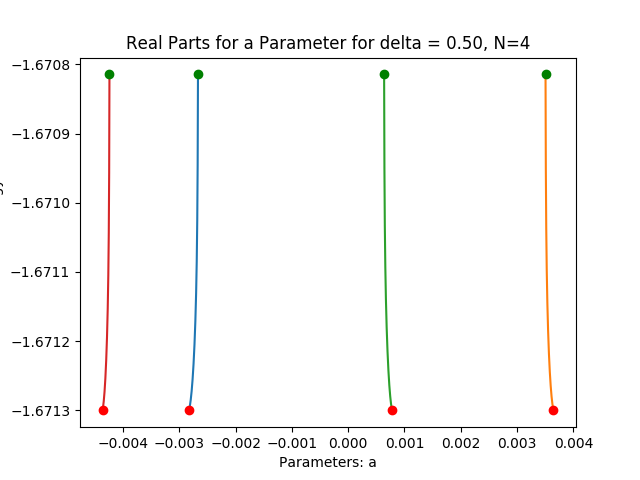 Real Parts for a Parameter for delta = 0.50, N=4
−1.6708
−1.6709
−1.6710
−1.6711
−1.6712
−1.6713
−0.004 −0.003 −0.002 −0.001 0.000 0.001 0.002 0.003 0.004
Parameters: a